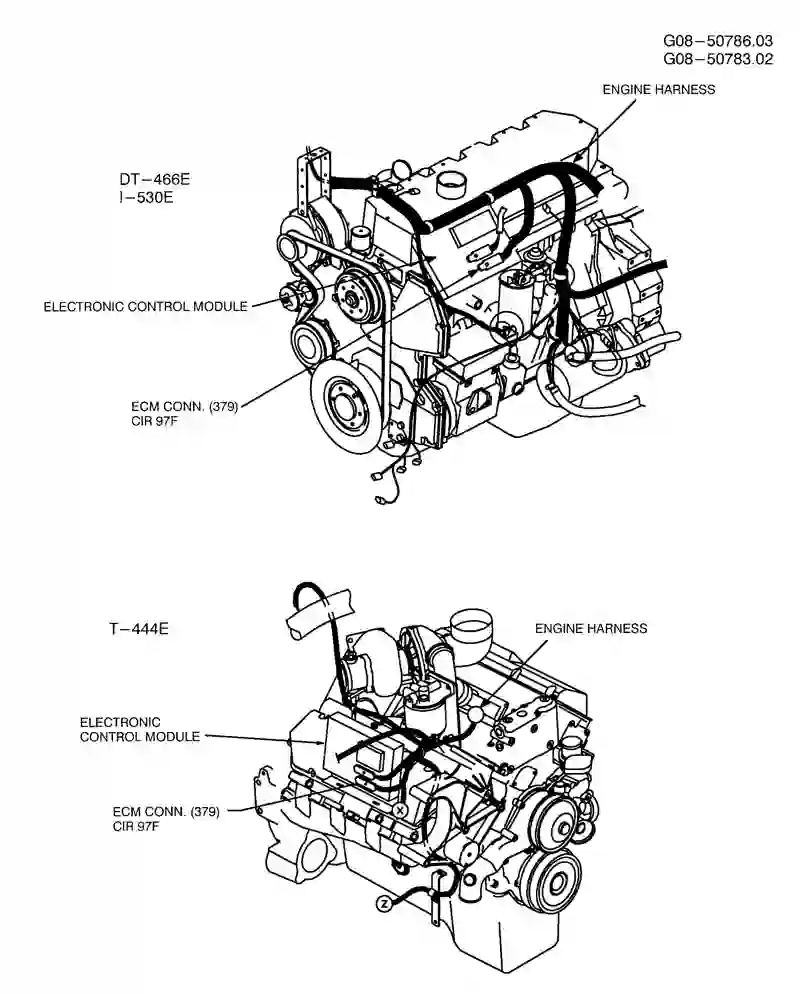 G08-50786.03
G08-50783.02
ENGINE HARNESS
DT-466E
I-530E
ELECTRONIC CONTROL MODULE
ECM CONN. (379)
CIR 97F
T-444E
ENGINE HARNESS
ELECTRONIC
CONTROL MODULE
ECM CONN. (379)
CIR 97F
X
Z